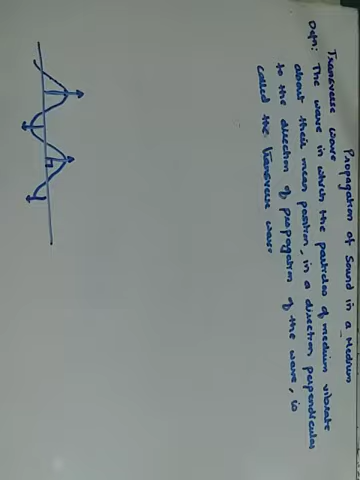 Propagation of Sound in a Medium
Transverse wave
Defn: The wave in which the particles of medium vibrate
about their mean position, in a direction perpendicular
to the direction of propagation of the wave, is
called the Transverse wave